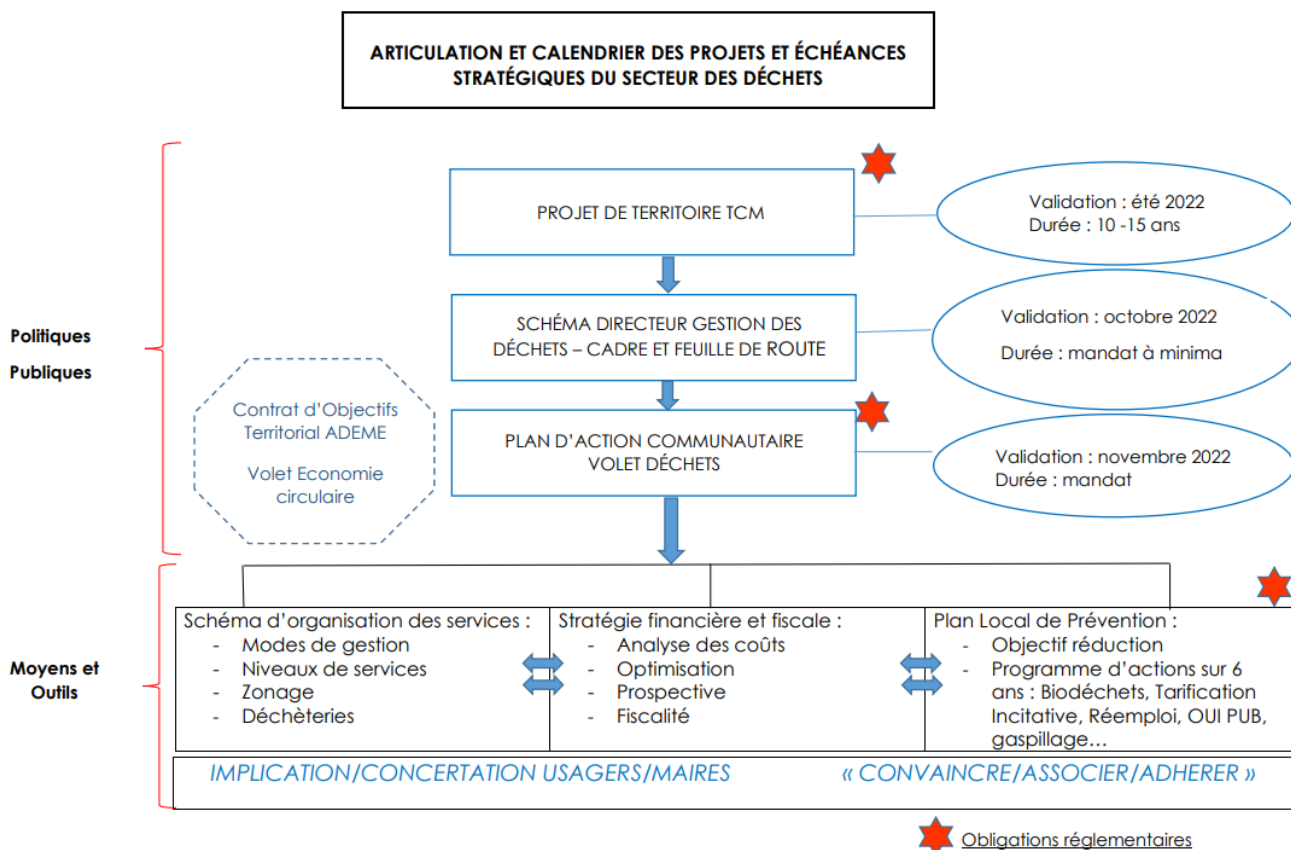 ARTICULATION ET CALENDRIER DES PROJETS ET ÉCHÉANCES
STRATÉGIQUES DU SECTEUR DES DÉCHETS
Politiques
Publiques
PROJET DE TERRITOIRE TCM
Validation : été 2022
Durée : 10 -15 ans
SCHÉMA DIRECTEUR GESTION DES
DÉCHETS – CADRE ET FEUILLE DE ROUTE
Validation : octobre 2022
Durée : mandat à minima
Contrat d'Objectifs
Territorial ADEME
Volet Economie
circulaire
PLAN D'ACTION COMMUNAUTAIRE
VOLET DÉCHETS
Validation : novembre 2022
Durée : mandat
Moyens et
Outils
Schéma d'organisation des services :
- Modes de gestion
- Niveaux de services
- Zonage
- Déchèteries
Stratégie financière et fiscale :
- Analyse des coûts
- Optimisation
- Prospective
- Fiscalité
Plan Local de Prévention :
- Objectif réduction
- Programme d'actions sur 6
ans : Biodéchets, Tarification
Incitative, Réemploi, OUI PUB,
gaspillage…
IMPLICATION/CONCERTATION USAGERS/MAIRES « CONVAINCRE/ASSOCIER/ADHERER »
Obligations réglementaires